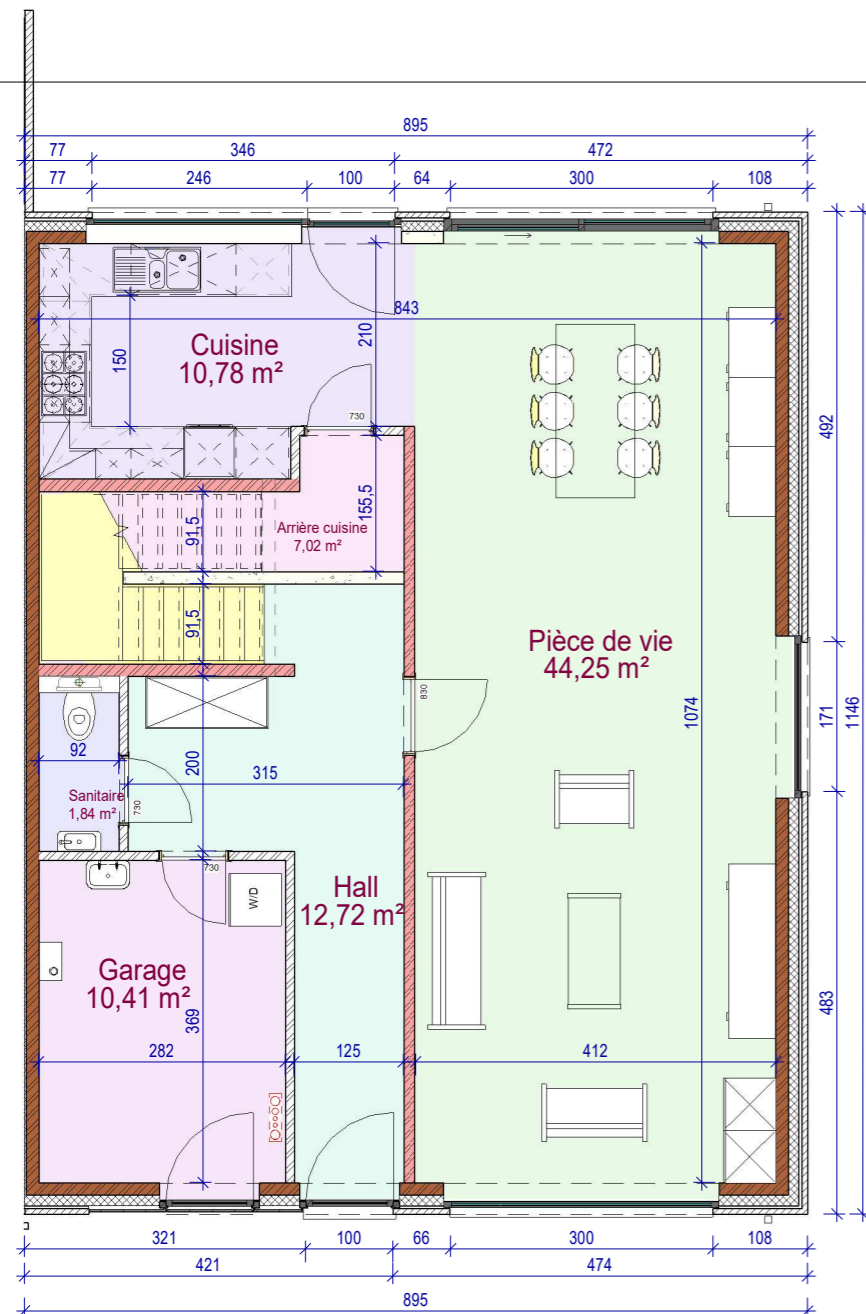 895
77 346 472
77 246 100 64 300 108
843
Cuisine
10,78 m²
210
150
730
492
155,5
91,5
Arrière cuisine
7,02 m²
91,5
Pièce de vie
44,25 m²
830
1074
171
1146
92
200
315
Sanitaire
1,84 m²
730
730
W/D
Hall
12,72 m²
Garage
10,41 m²
369
483
282 125 412
321 100 66 300 108
421 474
895